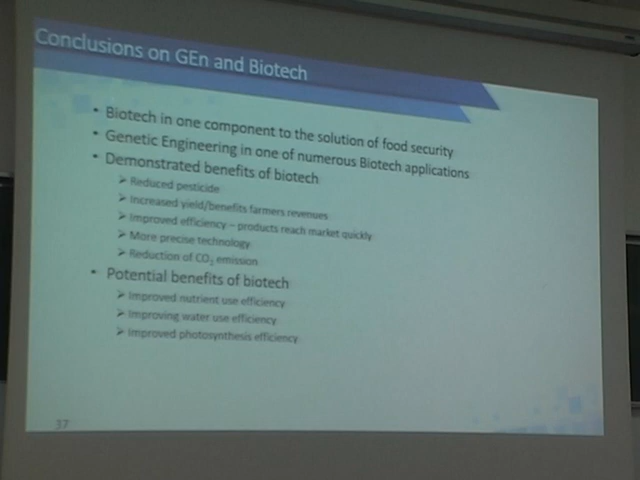 Conclusions on GEn and Biotech
• Biotech in one component to the solution of food security
• Genetic Engineering in one of numerous Biotech applications
• Demonstrated benefits of biotech
➤ Reduced pesticide
➤ Increased yield/benefits farmers revenues
➤ Improved efficiency – products reach market quickly
➤ More precise technology
➤ Reduction of CO₂ emission
• Potential benefits of biotech
➤ Improved nutrient use efficiency
➤ Improving water use efficiency
➤ Improved photosynthesis efficiency
37